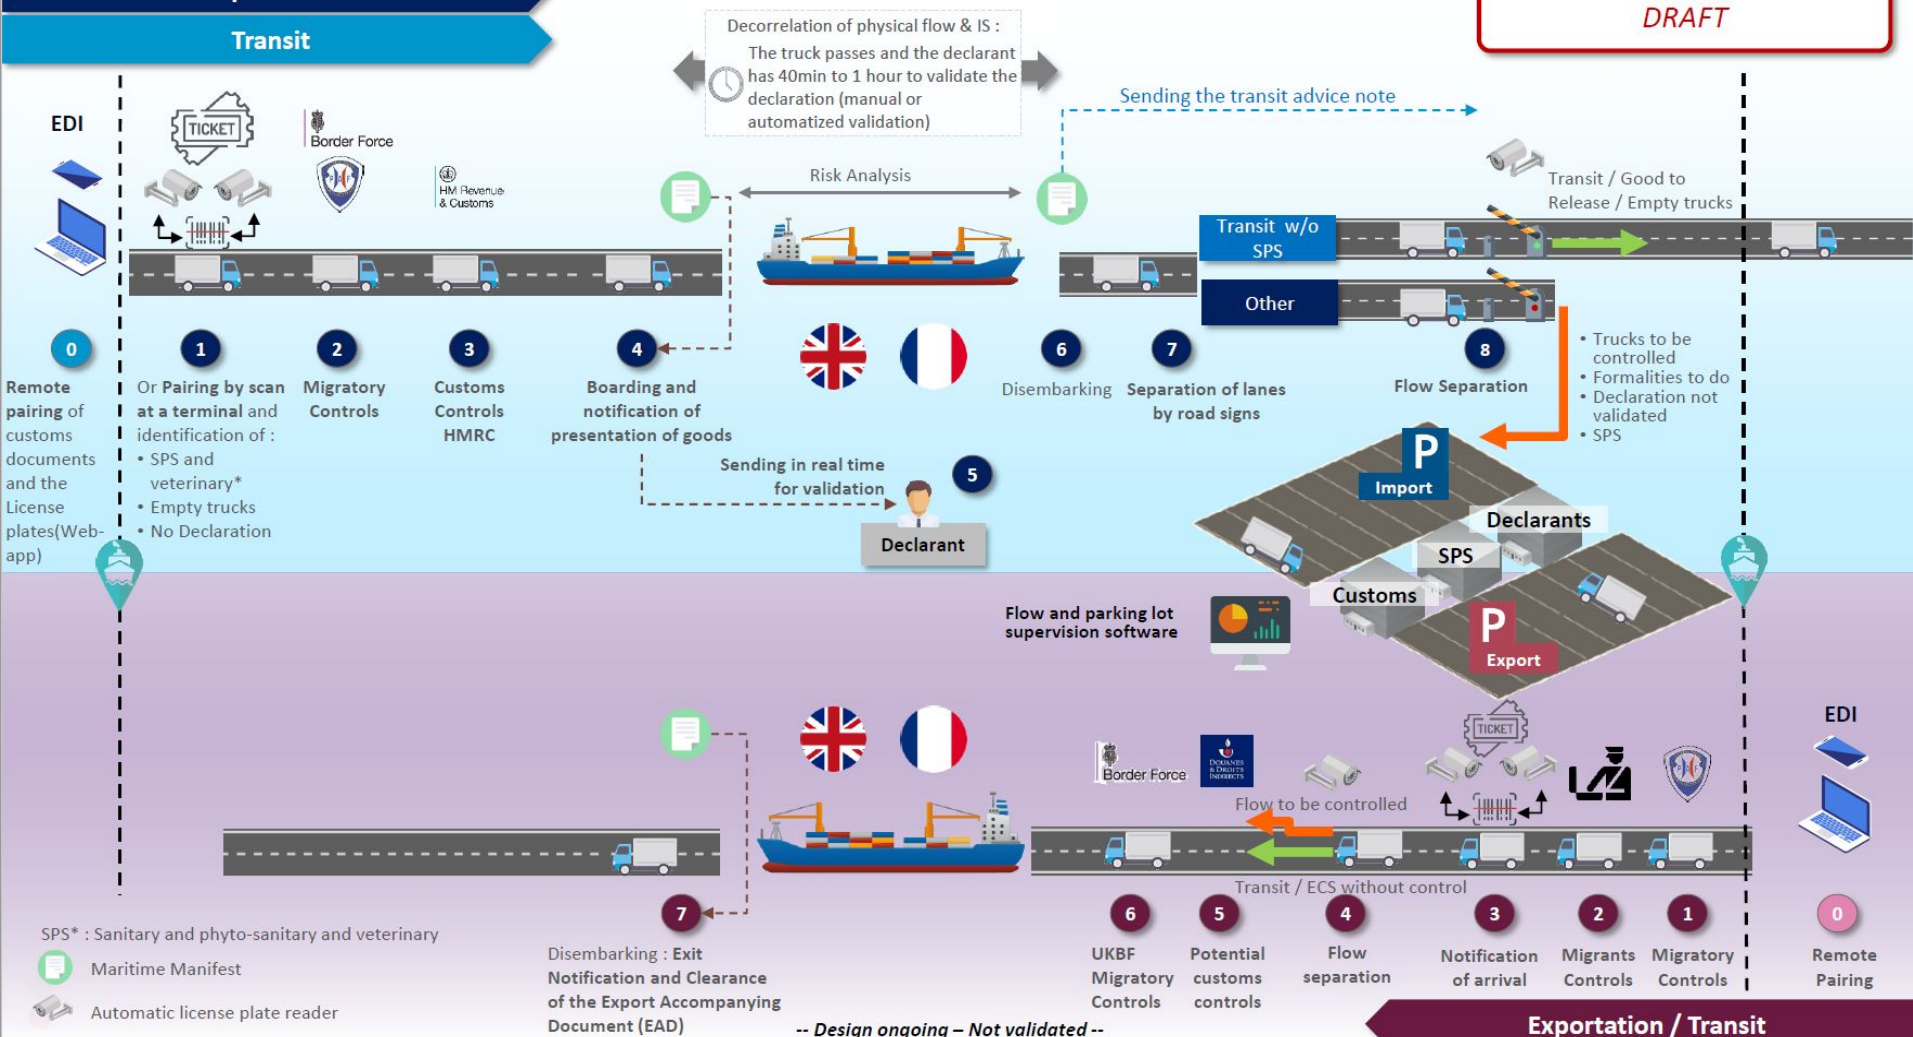 Transit
DRAFT
Decorrelation of physical flow & IS :
The truck passes and the declarant
has 40min to 1 hour to validate the
declaration (manual or
automatized validation)
Sending the transit advice note
EDI
TICKET
Border Force
PAF
HM Revenue
& Customs
Risk Analysis
Transit / Good to
Release / Empty trucks
Transit w/o
SPS
Other
0
Remote
pairing of
customs
documents
and the
License
plates(Web-
app)
1
Or Pairing by scan
at a terminal and
identification of :
• SPS and
veterinary*
• Empty trucks
• No Declaration
2
Migratory
Controls
3
Customs
Controls
HMRC
4
Boarding and
notification of
presentation of goods
Sending in real time
for validation
5
Declarant
6
Disembarking
7
Separation of lanes
by road signs
8
Flow Separation
• Trucks to be
controlled
• Formalities to do
• Declaration not
validated
• SPS
P
Import
Declarants
SPS
Customs
P
Export
Flow and parking lot
supervision software
EDI
TICKET
Border Force
DOUANES
& DROITS
INDIRECTS
PAF
Flow to be controlled
Transit / ECS without control
7
Disembarking : Exit
Notification and Clearance
of the Export Accompanying
Document (EAD)
6
UKBF
Migratory
Controls
5
Potential
customs
controls
4
Flow
separation
3
Notification
of arrival
2
Migrants
Controls
1
Migratory
Controls
0
Remote
Pairing
SPS* : Sanitary and phyto-sanitary and veterinary
Maritime Manifest
Automatic license plate reader
-- Design ongoing – Not validated --
Exportation / Transit